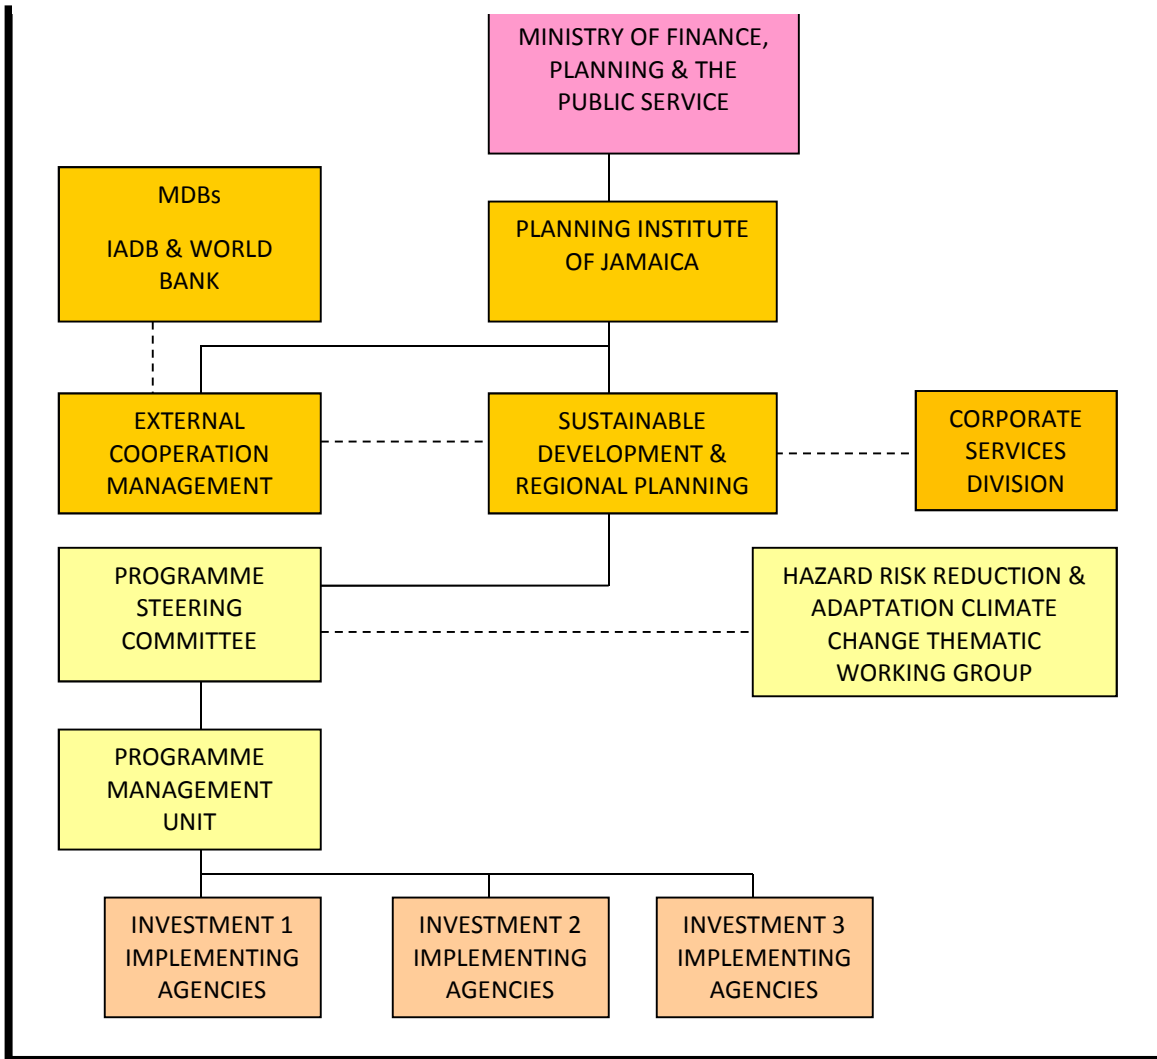 MINISTRY OF FINANCE,
PLANNING & THE
PUBLIC SERVICE
MDBs
IADB & WORLD
BANK
PLANNING INSTITUTE
OF JAMAICA
EXTERNAL
COOPERATION
MANAGEMENT
SUSTAINABLE
DEVELOPMENT &
REGIONAL PLANNING
CORPORATE
SERVICES
DIVISION
PROGRAMME
STEERING
COMMITTEE
HAZARD RISK REDUCTION &
ADAPTATION CLIMATE
CHANGE THEMATIC
WORKING GROUP
PROGRAMME
MANAGEMENT
UNIT
INVESTMENT 1
IMPLEMENTING
AGENCIES
INVESTMENT 2
IMPLEMENTING
AGENCIES
INVESTMENT 3
IMPLEMENTING
AGENCIES